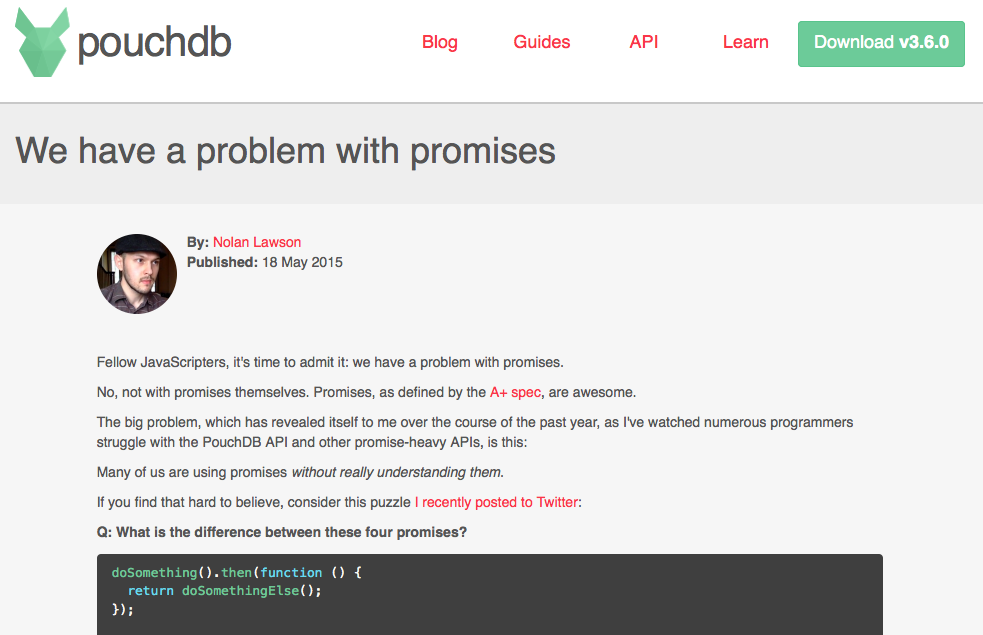 pouchdb
Blog Guides API Learn Download v3.6.0
We have a problem with promises
By: Nolan Lawson
Published: 18 May 2015
Fellow JavaScripters, it's time to admit it: we have a problem with promises.
No, not with promises themselves. Promises, as defined by the A+ spec, are awesome.
The big problem, which has revealed itself to me over the course of the past year, as I've watched numerous programmers
struggle with the PouchDB API and other promise-heavy APIs, is this:
Many of us are using promises without really understanding them.
If you find that hard to believe, consider this puzzle I recently posted to Twitter:
Q: What is the difference between these four promises?
doSomething().then(function () {
  return doSomethingElse();
});